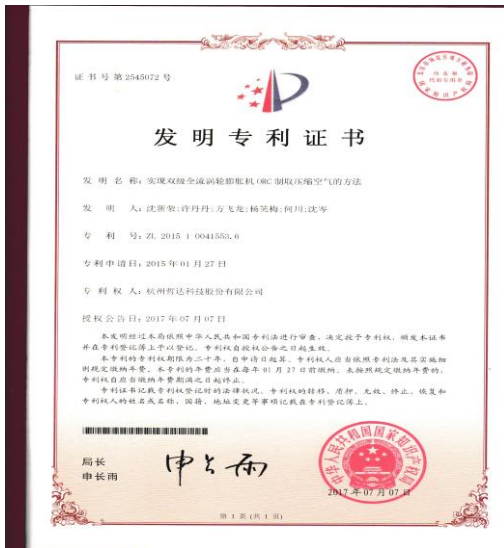 证书号第2545072号
发明专利证书
发 明 名 称：实现双级全流涡轮膨胀机ORC制取压缩空气的方法
发 明 人：沈新荣;许丹丹;方飞龙;杨芙梅;何川;沈岑
专 利 号：ZL 2015 1 0041553.6
专利申请日：2015年01月27日
专 利 权 人：杭州哲达科技股份有限公司
授权公告日：2017年07月07日
本发明经过本局依照中华人民共和国专利法进行审查，决定授予专利权，颁发本证书
并在专利登记簿上予以登记。专利权自授权公告之日起生效。
本专利的专利权期限为二十年，自申请日起算。专利权人应当依照专利法及其实施细
则规定缴纳年费。本专利的年费应当在每年01月27日前缴纳。未按照规定缴纳年费的，
专利权自应当缴纳年费期满之日起终止。
专利证书记载专利权登记时的法律状况。专利权的转移、质押、无效、终止、恢复和
专利权人的姓名或名称、国籍、地址变更等事项记载在专利登记簿上。
局长
申长雨
申长雨
中华人民共和国国家知识产权局
2017年07月07日
第 1 页 (共 1 页)